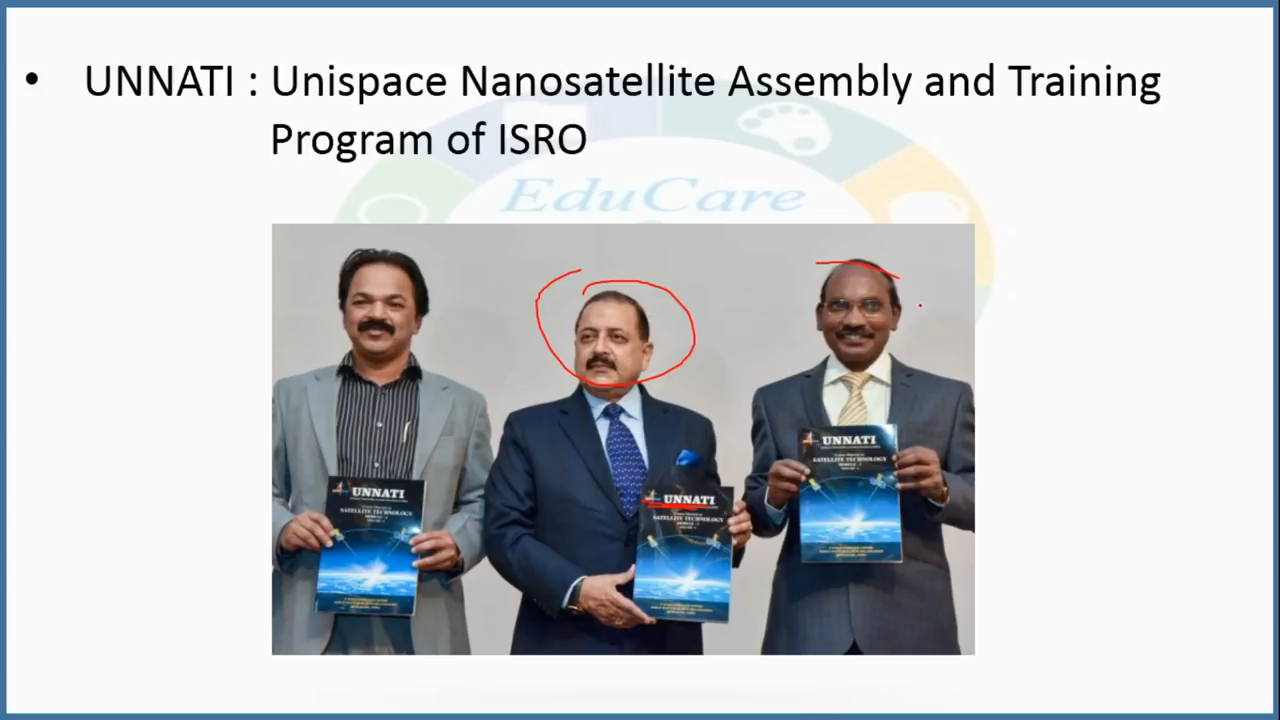 • UNNATI : Unispace Nanosatellite Assembly and Training
Program of ISRO
EduCare
UNNATI
SATELLITE TECHNOLOGY
UNNATI
SATELLITE TECHNOLOGY
UNNATI
SATELLITE TECHNOLOGY